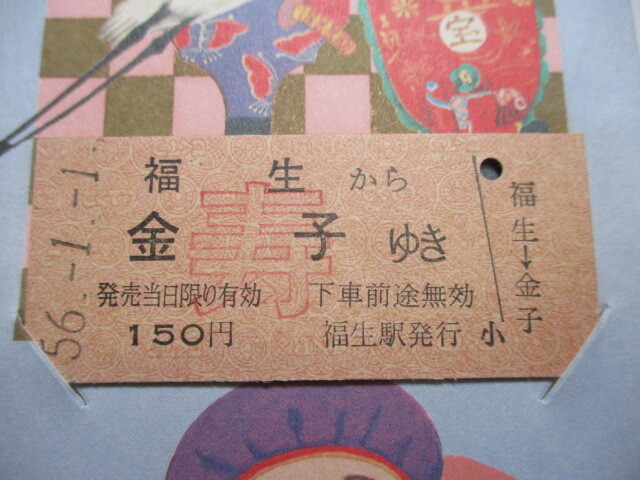 宝
56.-1.-1.
福生から
金子ゆき
寿
発売当日限り有効 下車前途無効
150円 福生駅発行 小
福生→金子